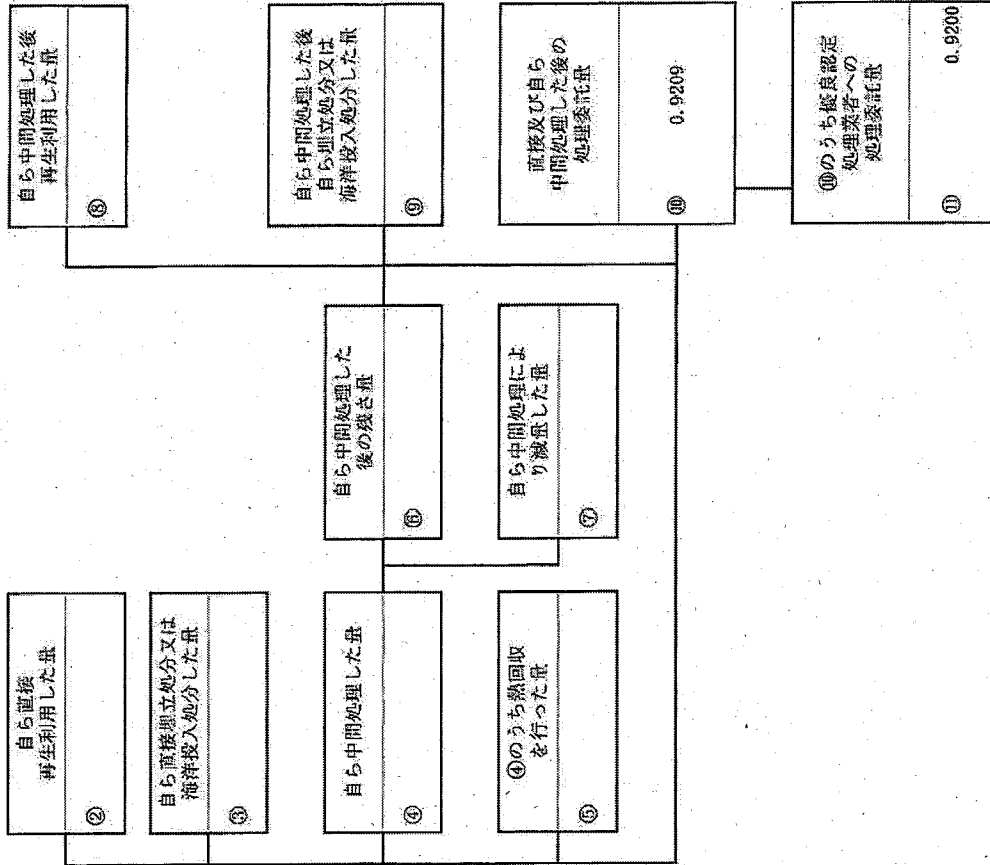 自ら直接
再生利用した量
②
自ら直接埋立処分又は
海洋投入処分した量
③
自ら中間処理した量
④
④のうち熱回収
を行った量
⑤
自ら中間処理した
後の残さ量
⑥
自ら中間処理によ
り減量した量
⑦
自ら中間処理した後
再生利用した量
⑧
自ら中間処理した後
自ら埋立処分又は
海洋投入処分した量
⑨
直接及び自ら
中間処理した後の
処理委託量
⑩
0.9209
⑩のうち優良認定
処理業者への
処理委託量
⑪
0.9200